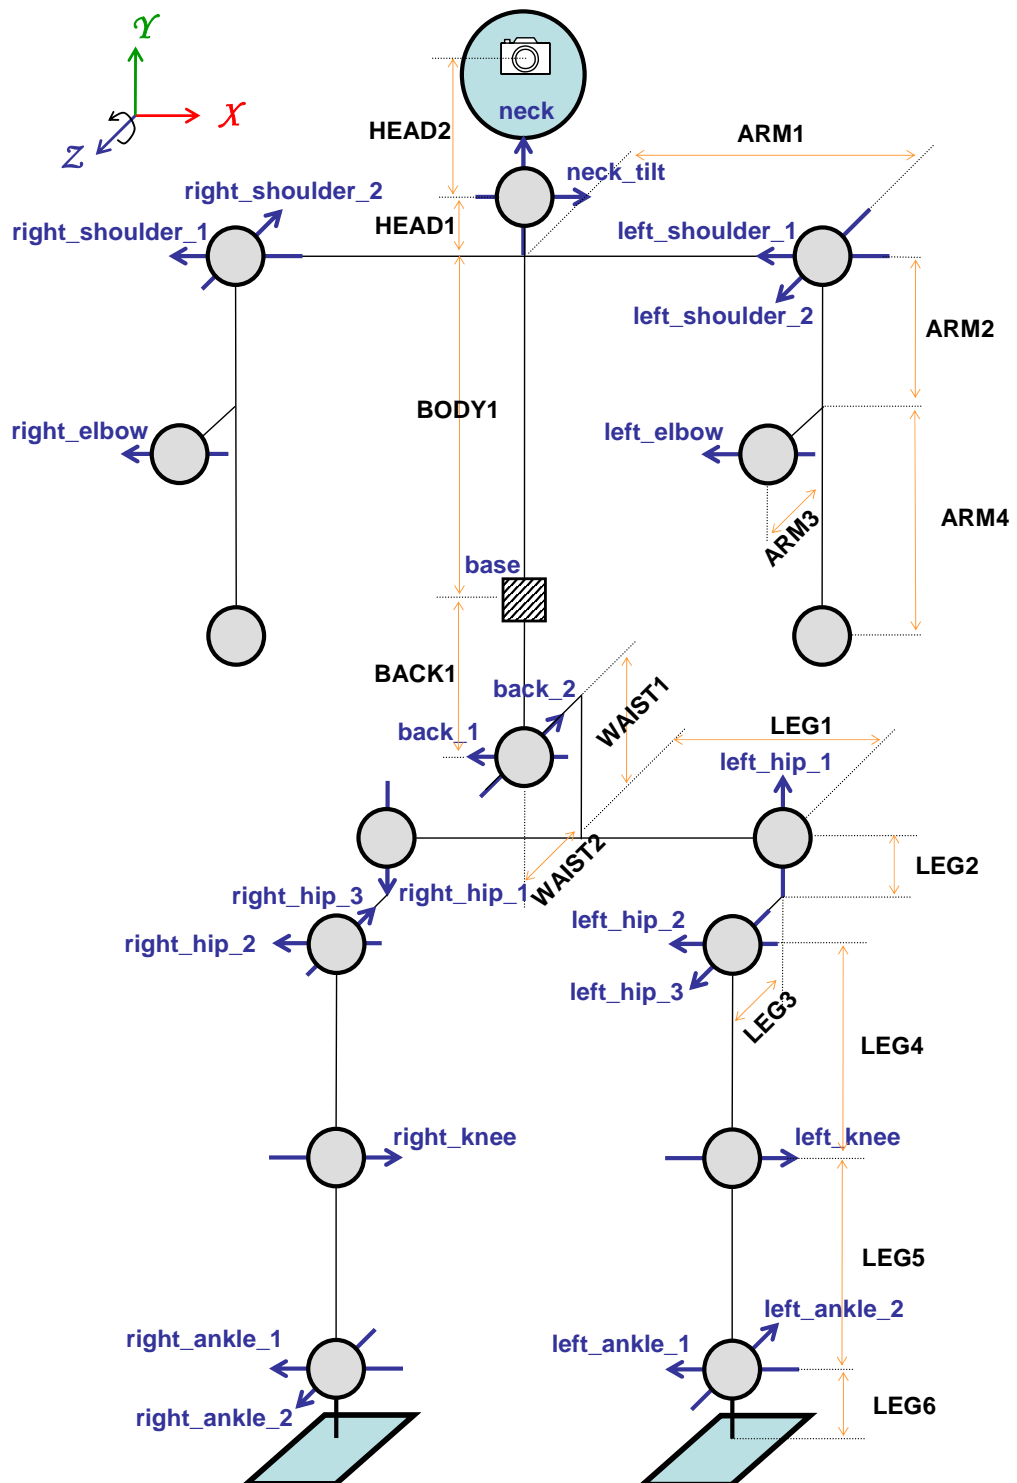 Y
X
Z
neck
HEAD2
ARM1
neck_tilt
right_shoulder_2
HEAD1
right_shoulder_1
left_shoulder_1
left_shoulder_2
ARM2
BODY1
right_elbow
left_elbow
ARM3
ARM4
base
BACK1
back_2
WAIST1
back_1
LEG1
left_hip_1
WAIST2
LEG2
right_hip_3
right_hip_1
left_hip_2
right_hip_2
left_hip_3
LEG3
LEG4
right_knee
left_knee
LEG5
left_ankle_2
right_ankle_1
left_ankle_1
right_ankle_2
LEG6